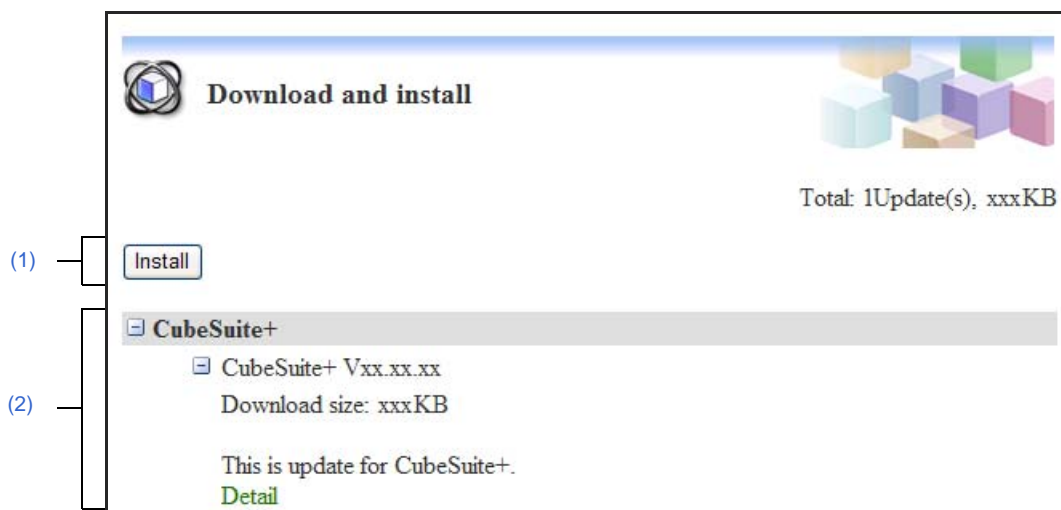 Download and install
Total: 1Update(s), xxxKB
(1)
Install
CubeSuite+
CubeSuite+ Vxx.xx.xx
(2)
Download size: xxxKB
This is update for CubeSuite+.
Detail